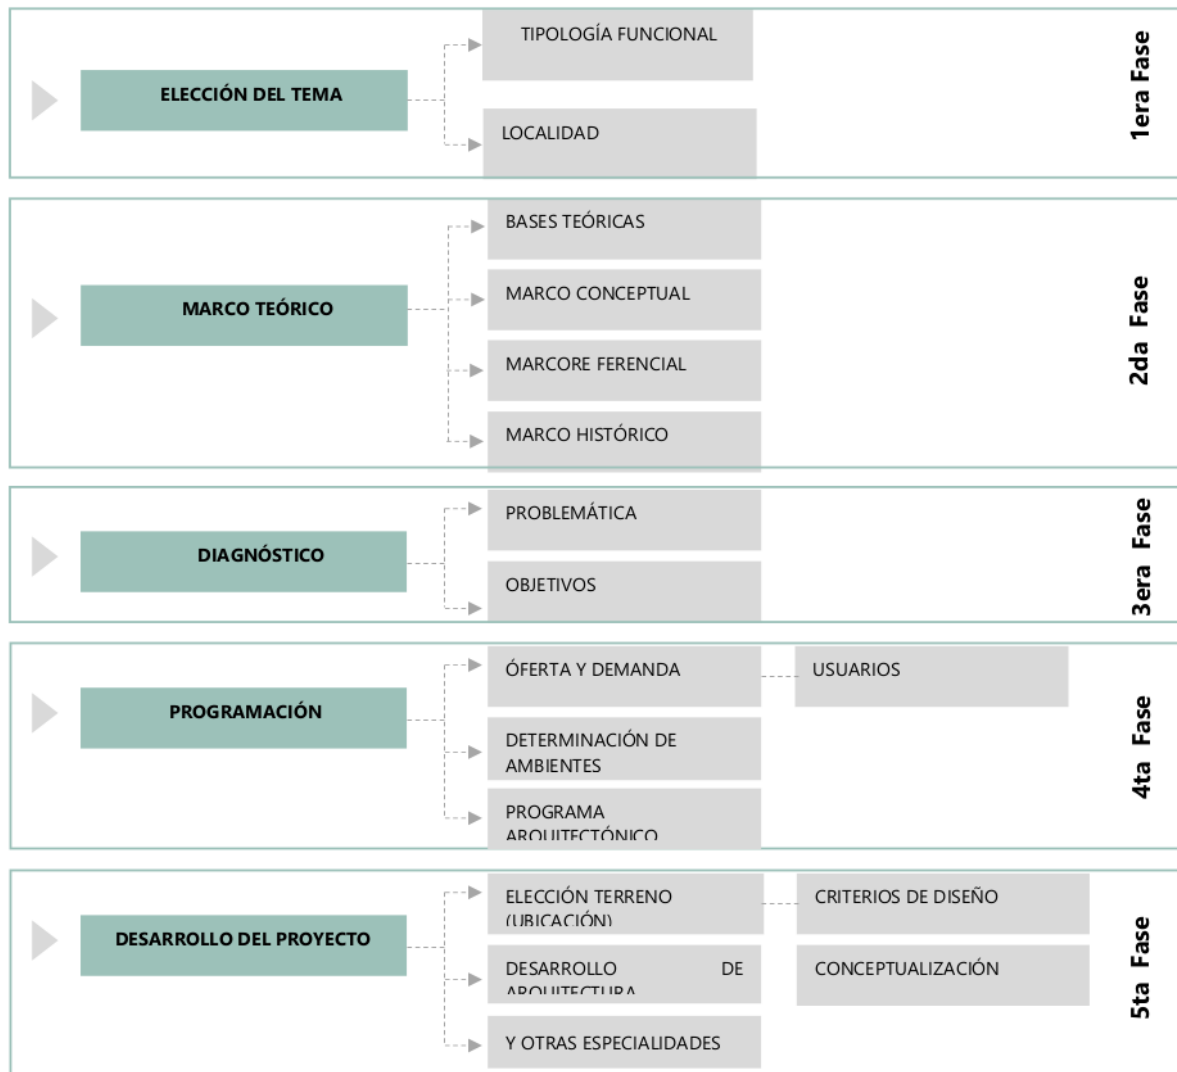 ELECCIÓN DEL TEMA
TIPOLOGÍA FUNCIONAL
LOCALIDAD
1era Fase
MARCO TEÓRICO
BASES TEÓRICAS
MARCO CONCEPTUAL
MARCORE FERENCIAL
MARCO HISTÓRICO
2da Fase
DIAGNÓSTICO
PROBLEMÁTICA
OBJETIVOS
3era Fase
PROGRAMACIÓN
ÓFERTA Y DEMANDA
USUARIOS
DETERMINACIÓN DE
AMBIENTES
PROGRAMA
ARQUITECTÓNICO
4ta Fase
DESARROLLO DEL PROYECTO
ELECCIÓN TERRENO
(UBICACIÓN)
CRITERIOS DE DISEÑO
DESARROLLO DE
ARQUITECTURA
CONCEPTUALIZACIÓN
Y OTRAS ESPECIALIDADES
5ta Fase